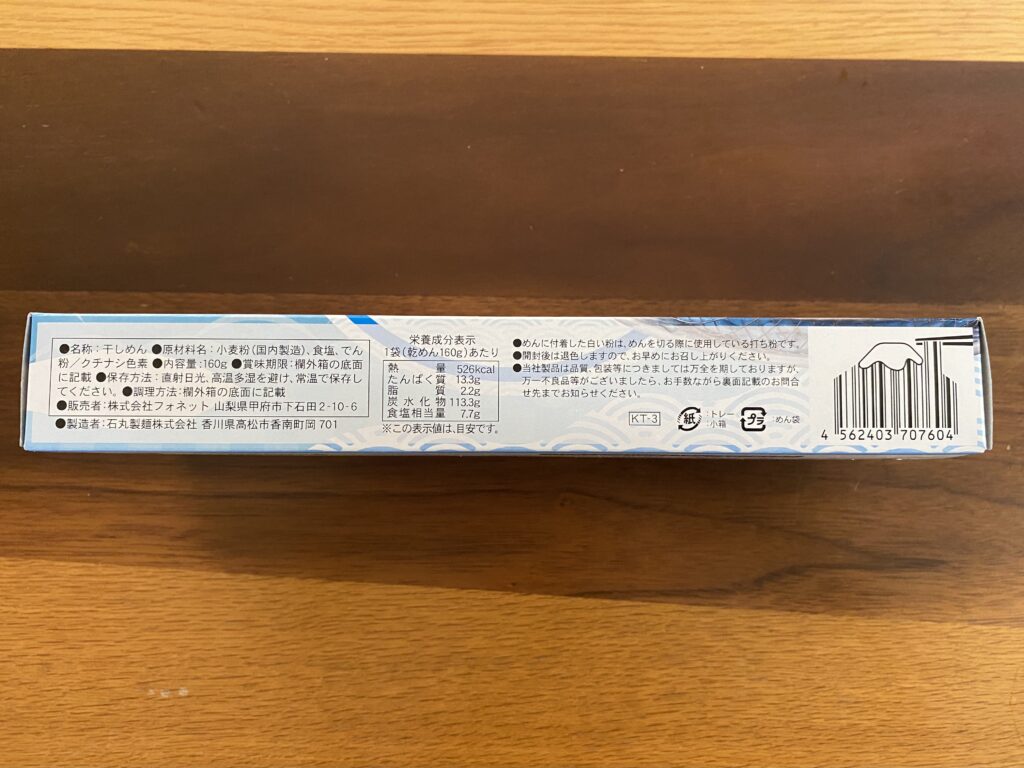 ●名称：干しめん ●原材料名：小麦粉(国内製造)、食塩、でん
粉／クチナシ色素 ●内容量：160g ●賞味期限：欄外箱の底面
に記載 ●保存方法：直射日光、高温多湿を避け、常温で保存し
てください。●調理方法：欄外箱の底面に記載
●販売者：株式会社フォネット 山梨県甲府市下石田2-10-6
●製造者：石丸製麺株式会社 香川県高松市香南町岡 701
栄養成分表示
1袋(乾めん160g)あたり
熱量 526kcal
たんぱく質 13.3g
脂質 2.2g
炭水化物 113.3g
食塩相当量 7.7g
※この表示値は、目安です。
●めんに付着した白い粉は、めんを切る際に使用している打ち粉です。
●開封後は退色しますので、お早めにお召し上がりください。
●当社製品は品質、包装等につきましては万全を期しておりますが、
万一不良品等がございましたら、お手数ながら裏面記載のお問合
せ先までお知らせください。
KT-3
紙 :トレー
:小箱
プラ :めん袋
4 562403 707604